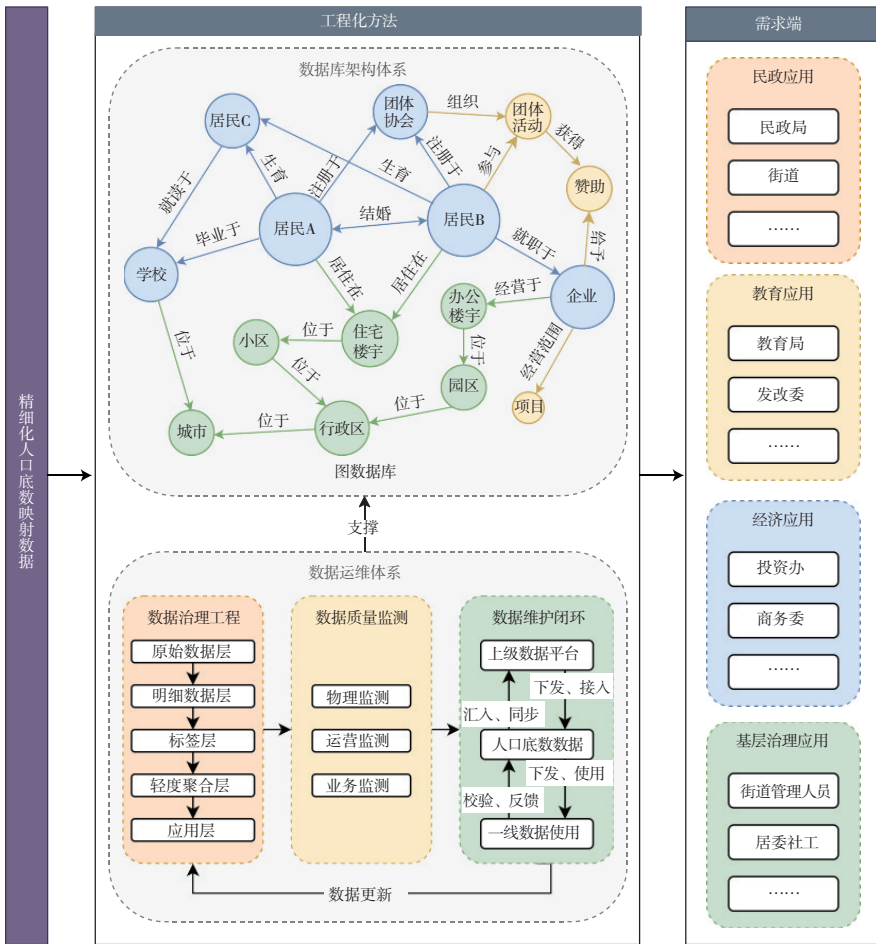 精细化人口底数映射数据
工程化方法
数据库架构体系
居民C
团体
协会
组织
团体
活动
获得
赞助
生育
注册于
生育
注册于
参与
就读于
居民A
结婚
居民B
给予
毕业于
就职于
学校
居住在
居住在
办公
楼宇
经营于
企业
位于
小区
位于
住宅
楼宇
位于
经营范围
位于
园区
项目
城市
位于
行政区
位于
图数据库
支撑
数据运维体系
数据治理工程
原始数据层
明细数据层
标签层
轻度聚合层
应用层
数据质量监测
物理监测
运营监测
业务监测
数据维护闭环
上级数据平台
下发、接入
汇入、同步
人口底数数据
下发、使用
校验、反馈
一线数据使用
数据更新
需求端
民政应用
民政局
街道
……
教育应用
教育局
发改委
……
经济应用
投资办
商务委
……
基层治理应用
街道管理人员
居委社工
……